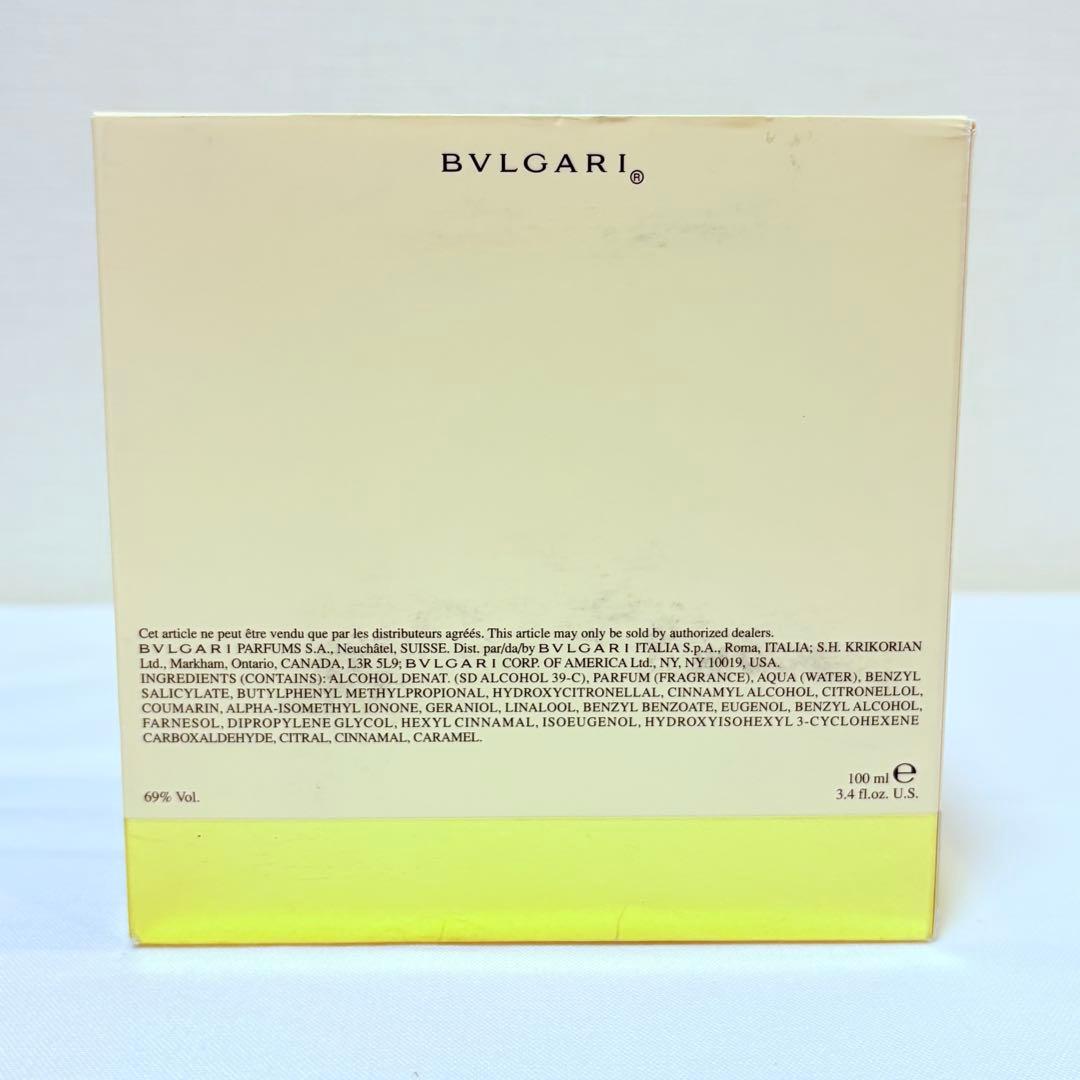 BVLGARI®
Cet article ne peut être vendu que par les distributeurs agréés. This article may only be sold by authorized dealers.
BVLGARI PARFUMS S.A., Neuchâtel, SUISSE. Dist. par/da/by BVLGARI ITALIA S.p.A., Roma, ITALIA; S.H. KRIKORIAN
Ltd., Markham, Ontario, CANADA, L3R 5L9; BVLGARI CORP. OF AMERICA Ltd., NY, NY 10019, USA.
INGREDIENTS (CONTAINS): ALCOHOL DENAT. (SD ALCOHOL 39-C), PARFUM (FRAGRANCE), AQUA (WATER), BENZYL
SALICYLATE, BUTYLPHENYL METHYLPROPIONAL, HYDROXYCITRONELLAL, CINNAMYL ALCOHOL, CITRONELLOL,
COUMARIN, ALPHA-ISOMETHYL IONONE, GERANIOL, LINALOOL, BENZYL BENZOATE, EUGENOL, BENZYL ALCOHOL,
FARNESOL, DIPROPYLENE GLYCOL, HEXYL CINNAMAL, ISOEUGENOL, HYDROXYISOHEXYL 3-CYCLOHEXENE
CARBOXALDEHYDE, CITRAL, CINNAMAL, CARAMEL.
100 ml ℮
69% Vol.
3.4 fl.oz. U.S.